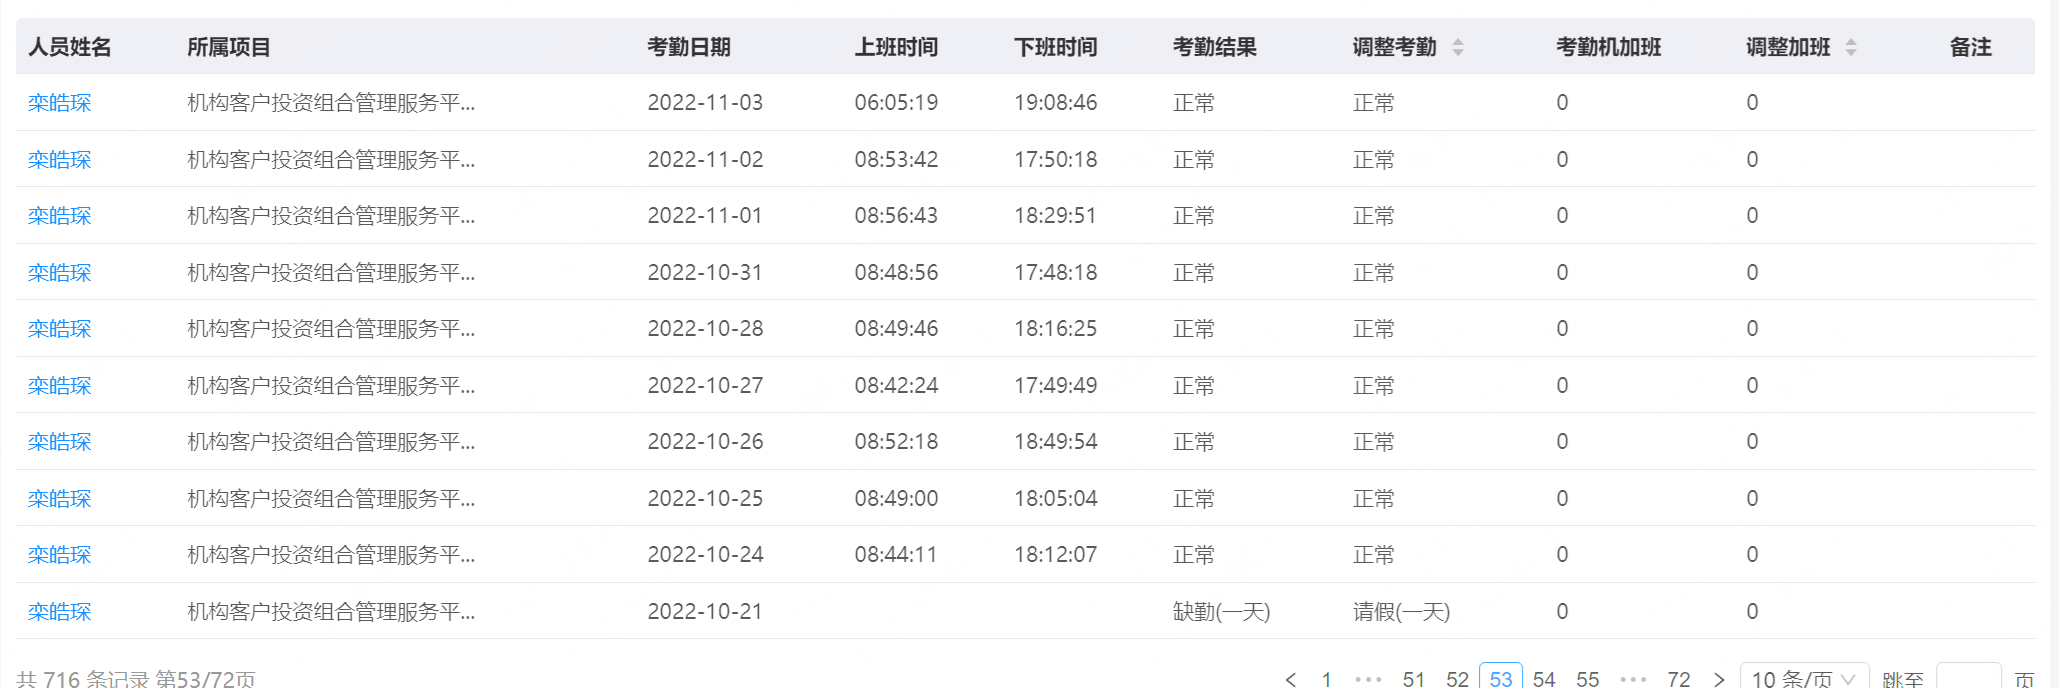 人员姓名 所属项目 考勤日期 上班时间 下班时间 考勤结果 调整考勤 考勤机加班 调整加班 备注
栾皓琛 机构客户投资组合管理服务平... 2022-11-03 06:05:19 19:08:46 正常 正常 0 0
栾皓琛 机构客户投资组合管理服务平... 2022-11-02 08:53:42 17:50:18 正常 正常 0 0
栾皓琛 机构客户投资组合管理服务平... 2022-11-01 08:56:43 18:29:51 正常 正常 0 0
栾皓琛 机构客户投资组合管理服务平... 2022-10-31 08:48:56 17:48:18 正常 正常 0 0
栾皓琛 机构客户投资组合管理服务平... 2022-10-28 08:49:46 18:16:25 正常 正常 0 0
栾皓琛 机构客户投资组合管理服务平... 2022-10-27 08:42:24 17:49:49 正常 正常 0 0
栾皓琛 机构客户投资组合管理服务平... 2022-10-26 08:52:18 18:49:54 正常 正常 0 0
栾皓琛 机构客户投资组合管理服务平... 2022-10-25 08:49:00 18:05:04 正常 正常 0 0
栾皓琛 机构客户投资组合管理服务平... 2022-10-24 08:44:11 18:12:07 正常 正常 0 0
栾皓琛 机构客户投资组合管理服务平... 2022-10-21 缺勤(一天) 请假(一天) 0 0
共 716 条记录 第53/72页 < 1 ••• 51 52 53 54 55 ••• 72 > 10 条/页 跳至 页